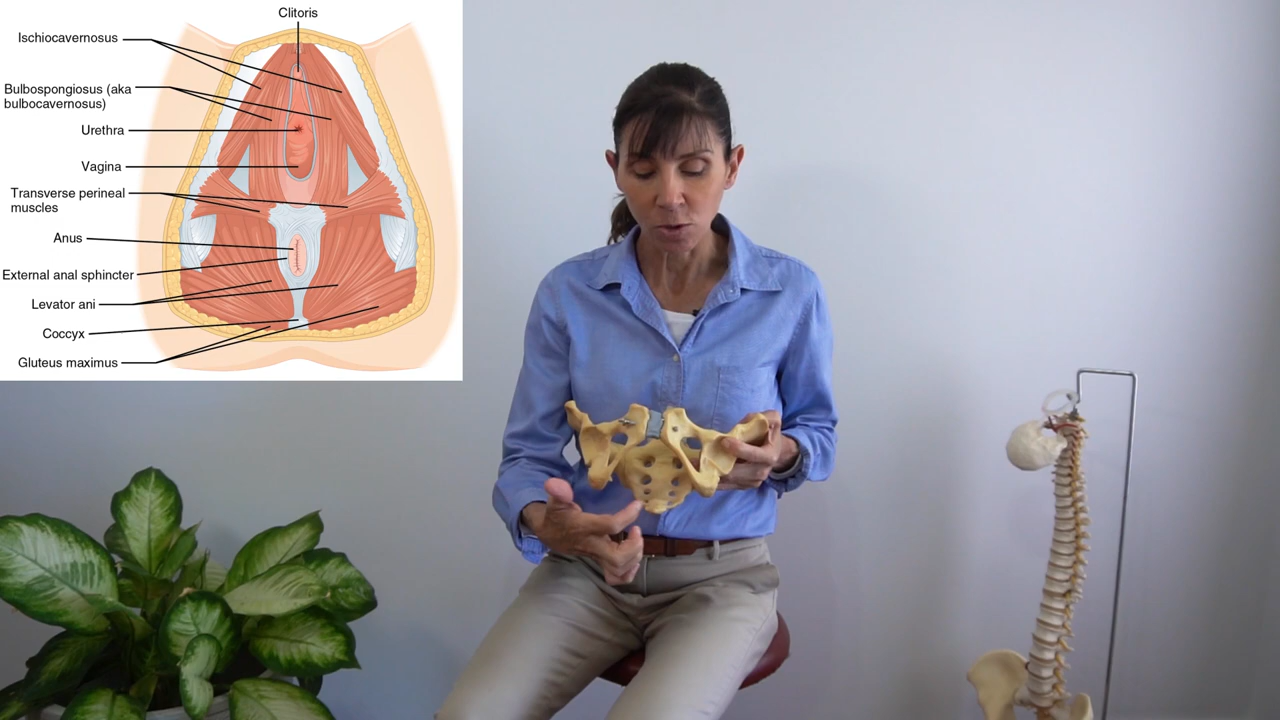 Clitoris
Ischiocavernosus
Bulbospongiosus (aka
bulbocavernosus)
Urethra
Vagina
Transverse perineal
muscles
Anus
External anal sphincter
Levator ani
Coccyx
Gluteus maximus